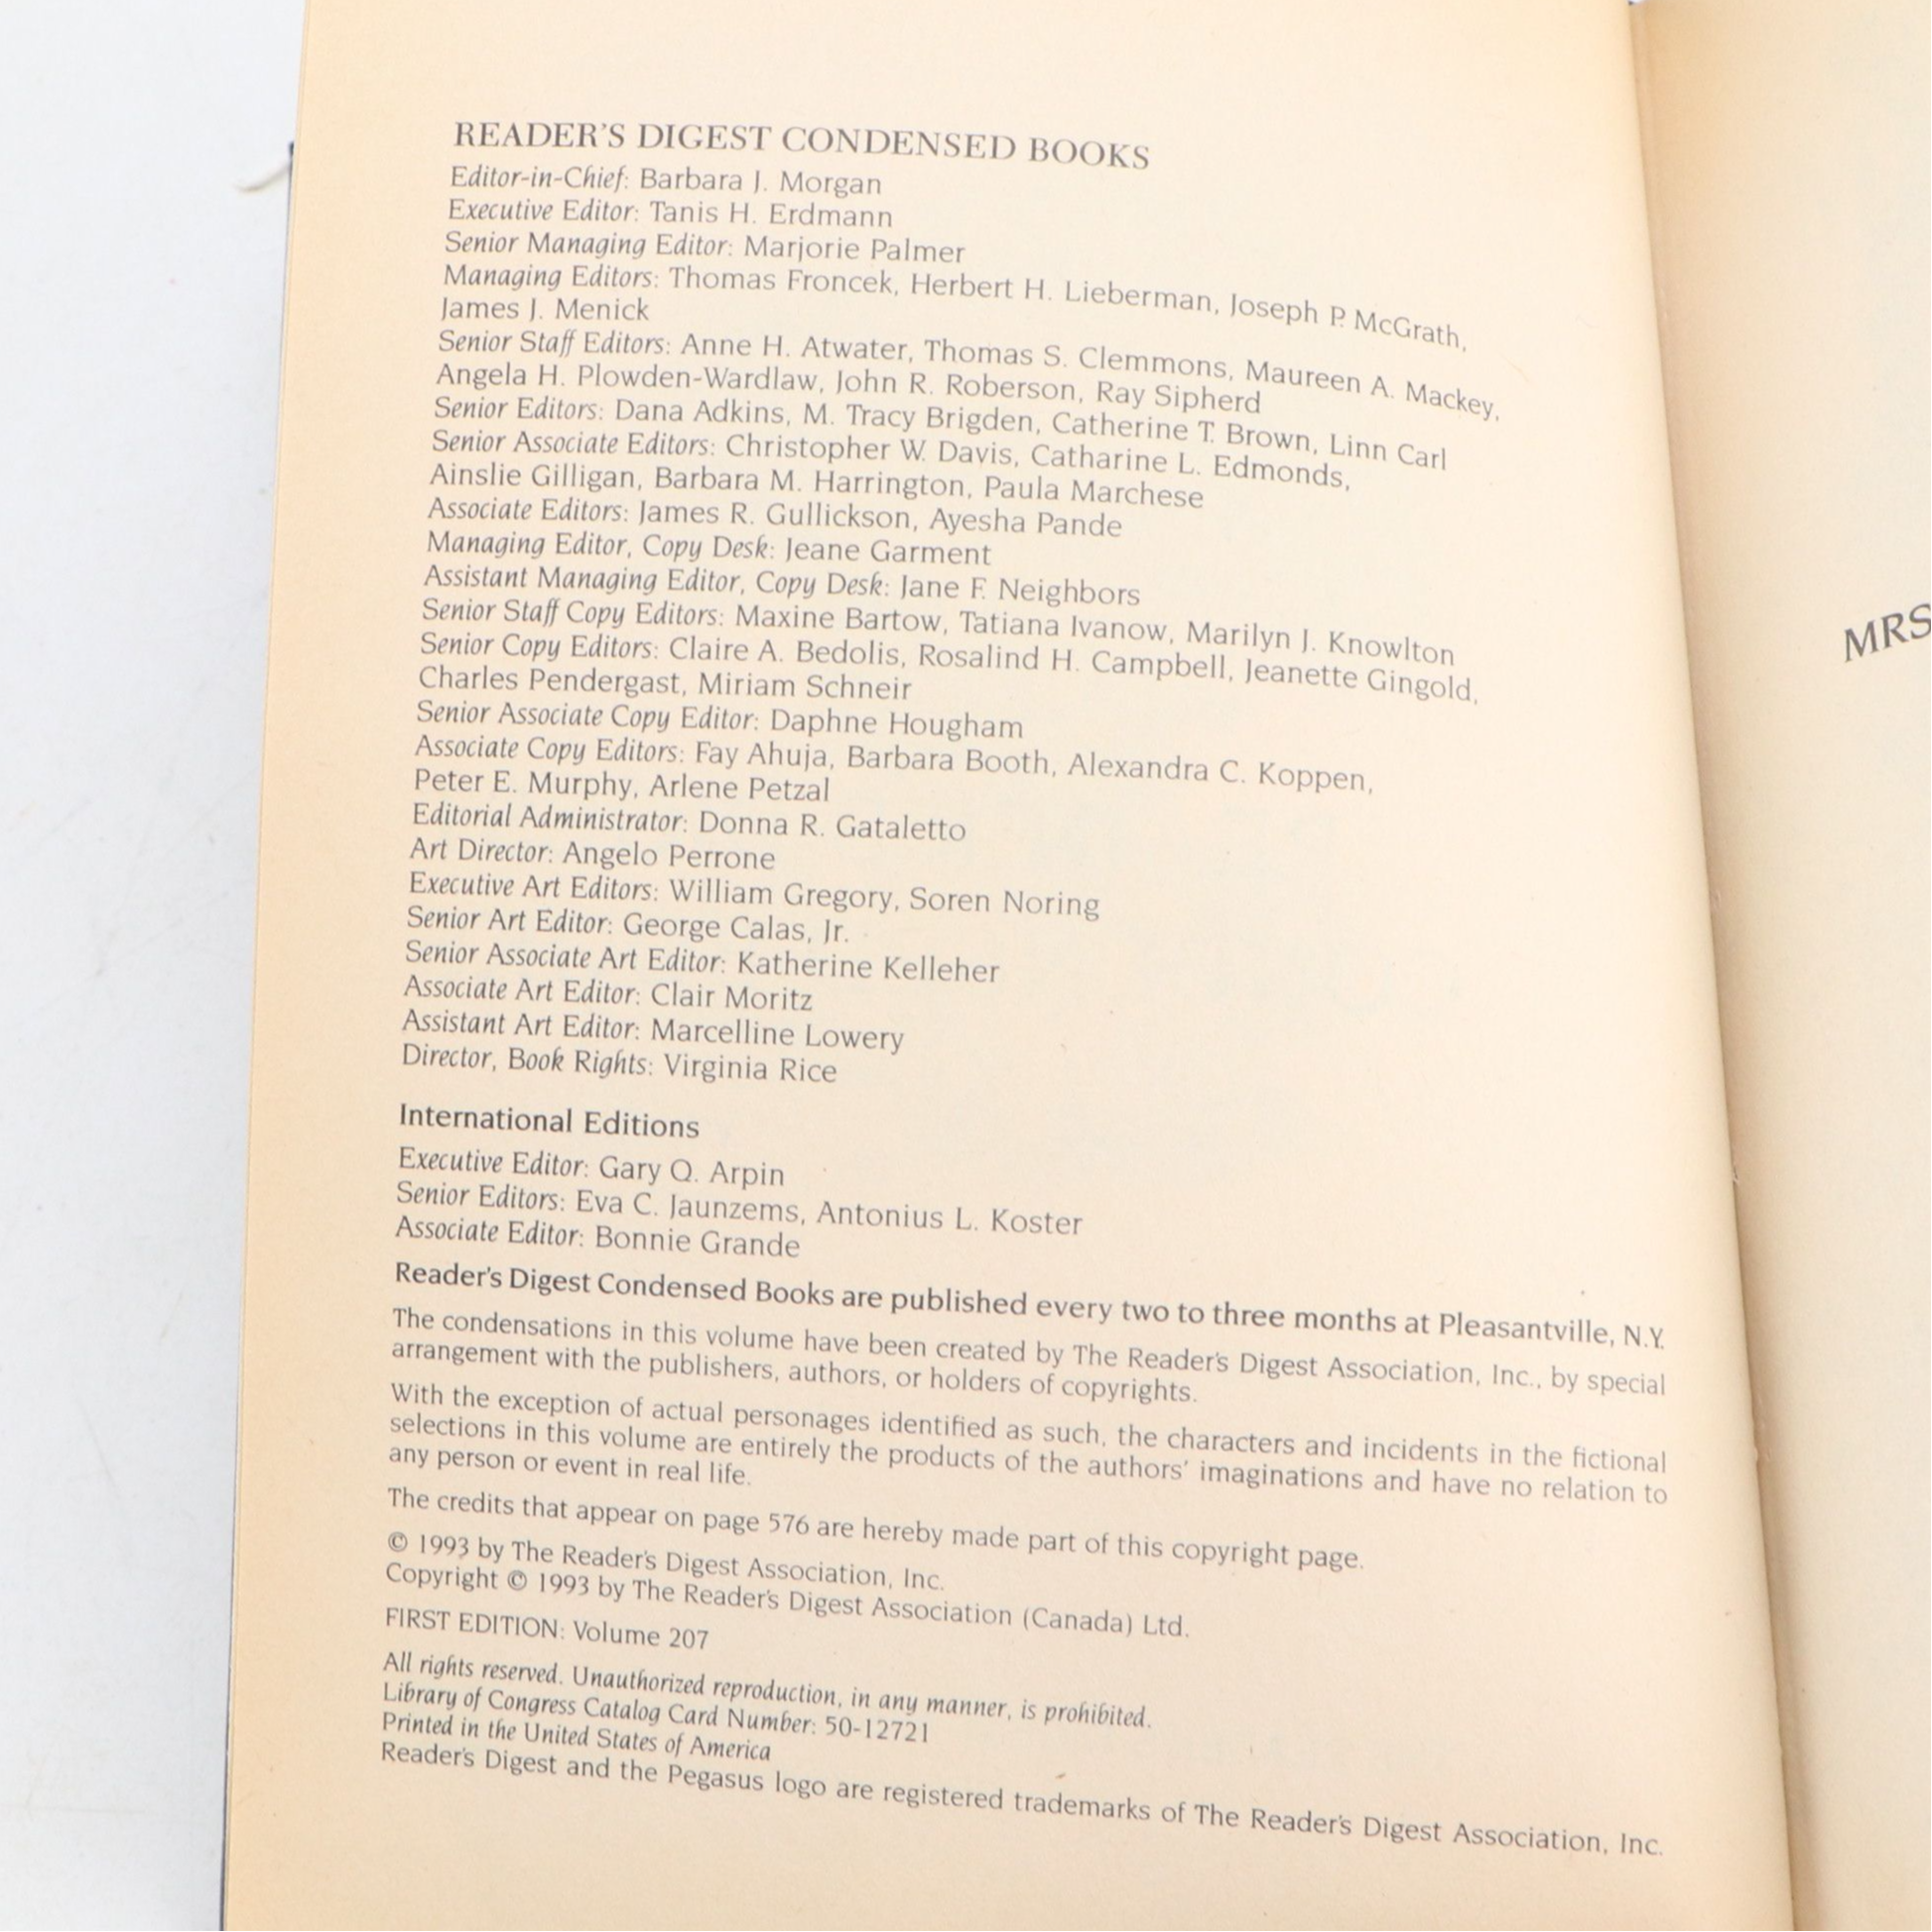 READER'S DIGEST CONDENSED BOOKS
Editor-in-Chief: Barbara J. Morgan
Executive Editor: Tanis H. Erdmann
Senior Managing Editor: Marjorie Palmer
Managing Editors: Thomas Froncek, Herbert H. Lieberman, Joseph P. McGrath,
James J. Menick
Senior Staff Editors: Anne H. Atwater, Thomas S. Clemmons, Maureen A. Mackey,
Angela H. Plowden-Wardlaw, John R. Roberson, Ray Sipherd
Senior Editors: Dana Adkins, M. Tracy Brigden, Catherine T. Brown, Linn Carl
Senior Associate Editors: Christopher W. Davis, Catharine L. Edmonds,
Ainslie Gilligan, Barbara M. Harrington, Paula Marchese
Associate Editors: James R. Gullickson, Ayesha Pande
Managing Editor, Copy Desk: Jeane Garment
Assistant Managing Editor, Copy Desk: Jane F. Neighbors
Senior Staff Copy Editors: Maxine Bartow, Tatiana Ivanow, Marilyn J. Knowlton
Senior Copy Editors: Claire A. Bedolis, Rosalind H. Campbell, Jeanette Gingold,
Charles Pendergast, Miriam Schneir
Senior Associate Copy Editor: Daphne Hougham
Associate Copy Editors: Fay Ahuja, Barbara Booth, Alexandra C. Koppen,
Peter E. Murphy, Arlene Petzal
Editorial Administrator: Donna R. Gataletto
Art Director: Angelo Perrone
Executive Art Editors: William Gregory, Soren Noring
Senior Art Editor: George Calas, Jr.
Senior Associate Art Editor: Katherine Kelleher
Associate Art Editor: Clair Moritz
Assistant Art Editor: Marcelline Lowery
Director, Book Rights: Virginia Rice
International Editions
Executive Editor: Gary Q. Arpin
Senior Editors: Eva C. Jaunzems, Antonius L. Koster
Associate Editor: Bonnie Grande
Reader's Digest Condensed Books are published every two to three months at Pleasantville, N.Y.
The condensations in this volume have been created by The Reader's Digest Association, Inc., by special
arrangement with the publishers, authors, or holders of copyrights.
With the exception of actual personages identified as such, the characters and incidents in the fictional
selections in this volume are entirely the products of the authors' imaginations and have no relation to
any person or event in real life.
The credits that appear on page 576 are hereby made part of this copyright page.
© 1993 by The Reader's Digest Association, Inc.
Copyright © 1993 by The Reader's Digest Association (Canada) Ltd.
FIRST EDITION: Volume 207
All rights reserved. Unauthorized reproduction, in any manner, is prohibited.
Library of Congress Catalog Card Number: 50-12721
Printed in the United States of America
Reader's Digest and the Pegasus logo are registered trademarks of The Reader's Digest Association, Inc.
MRS